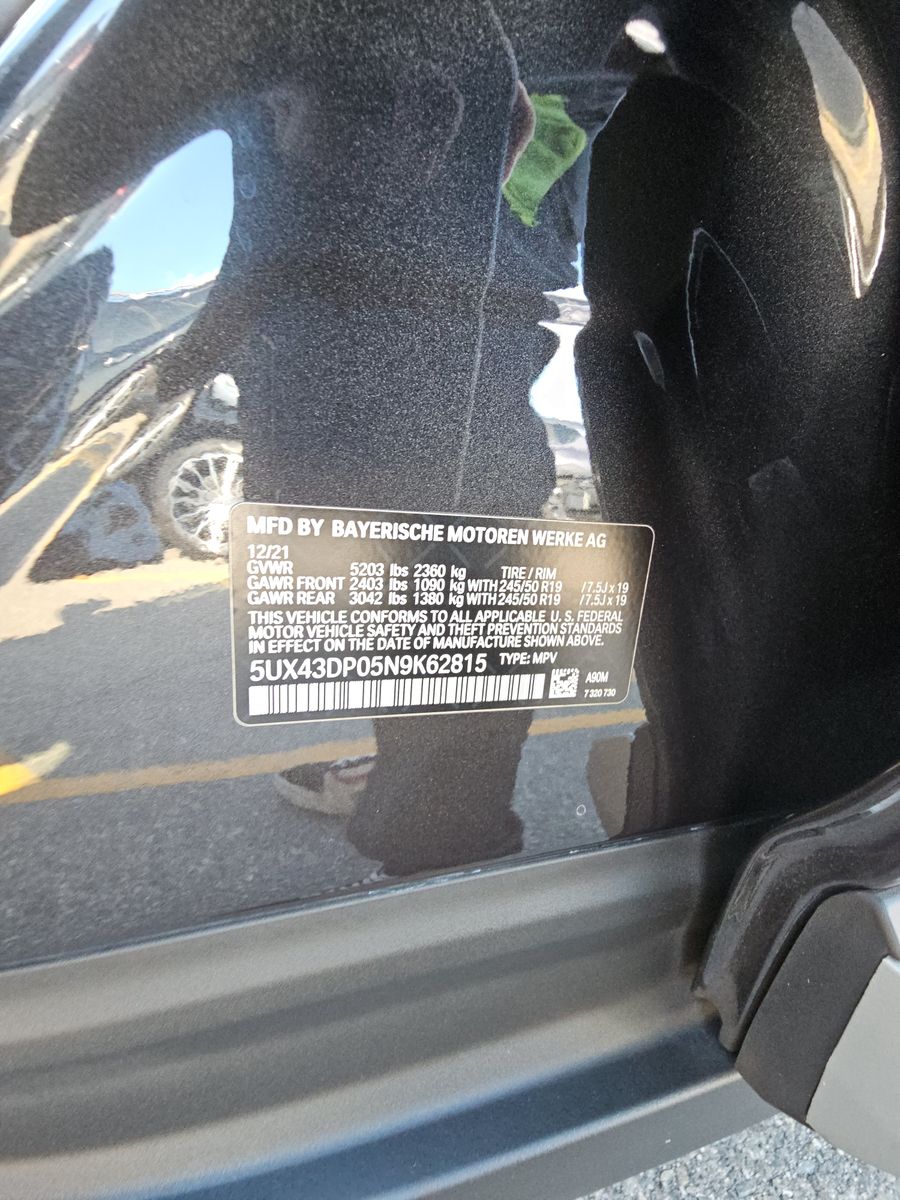 MFD BY BAYERISCHE MOTOREN WERKE AG
12/21
GVWR 5203 lbs 2360 kg TIRE / RIM
GAWR FRONT 2403 lbs 1090 kg WITH 245/50 R19 / 7.5J x 19
GAWR REAR 3042 lbs 1380 kg WITH 245/50 R19 / 7.5J x 19
THIS VEHICLE CONFORMS TO ALL APPLICABLE U. S. FEDERAL
MOTOR VEHICLE SAFETY AND THEFT PREVENTION STANDARDS
IN EFFECT ON THE DATE OF MANUFACTURE SHOWN ABOVE.
5UX43DP05N9K62815 TYPE: MPV
A90M
7 320 730